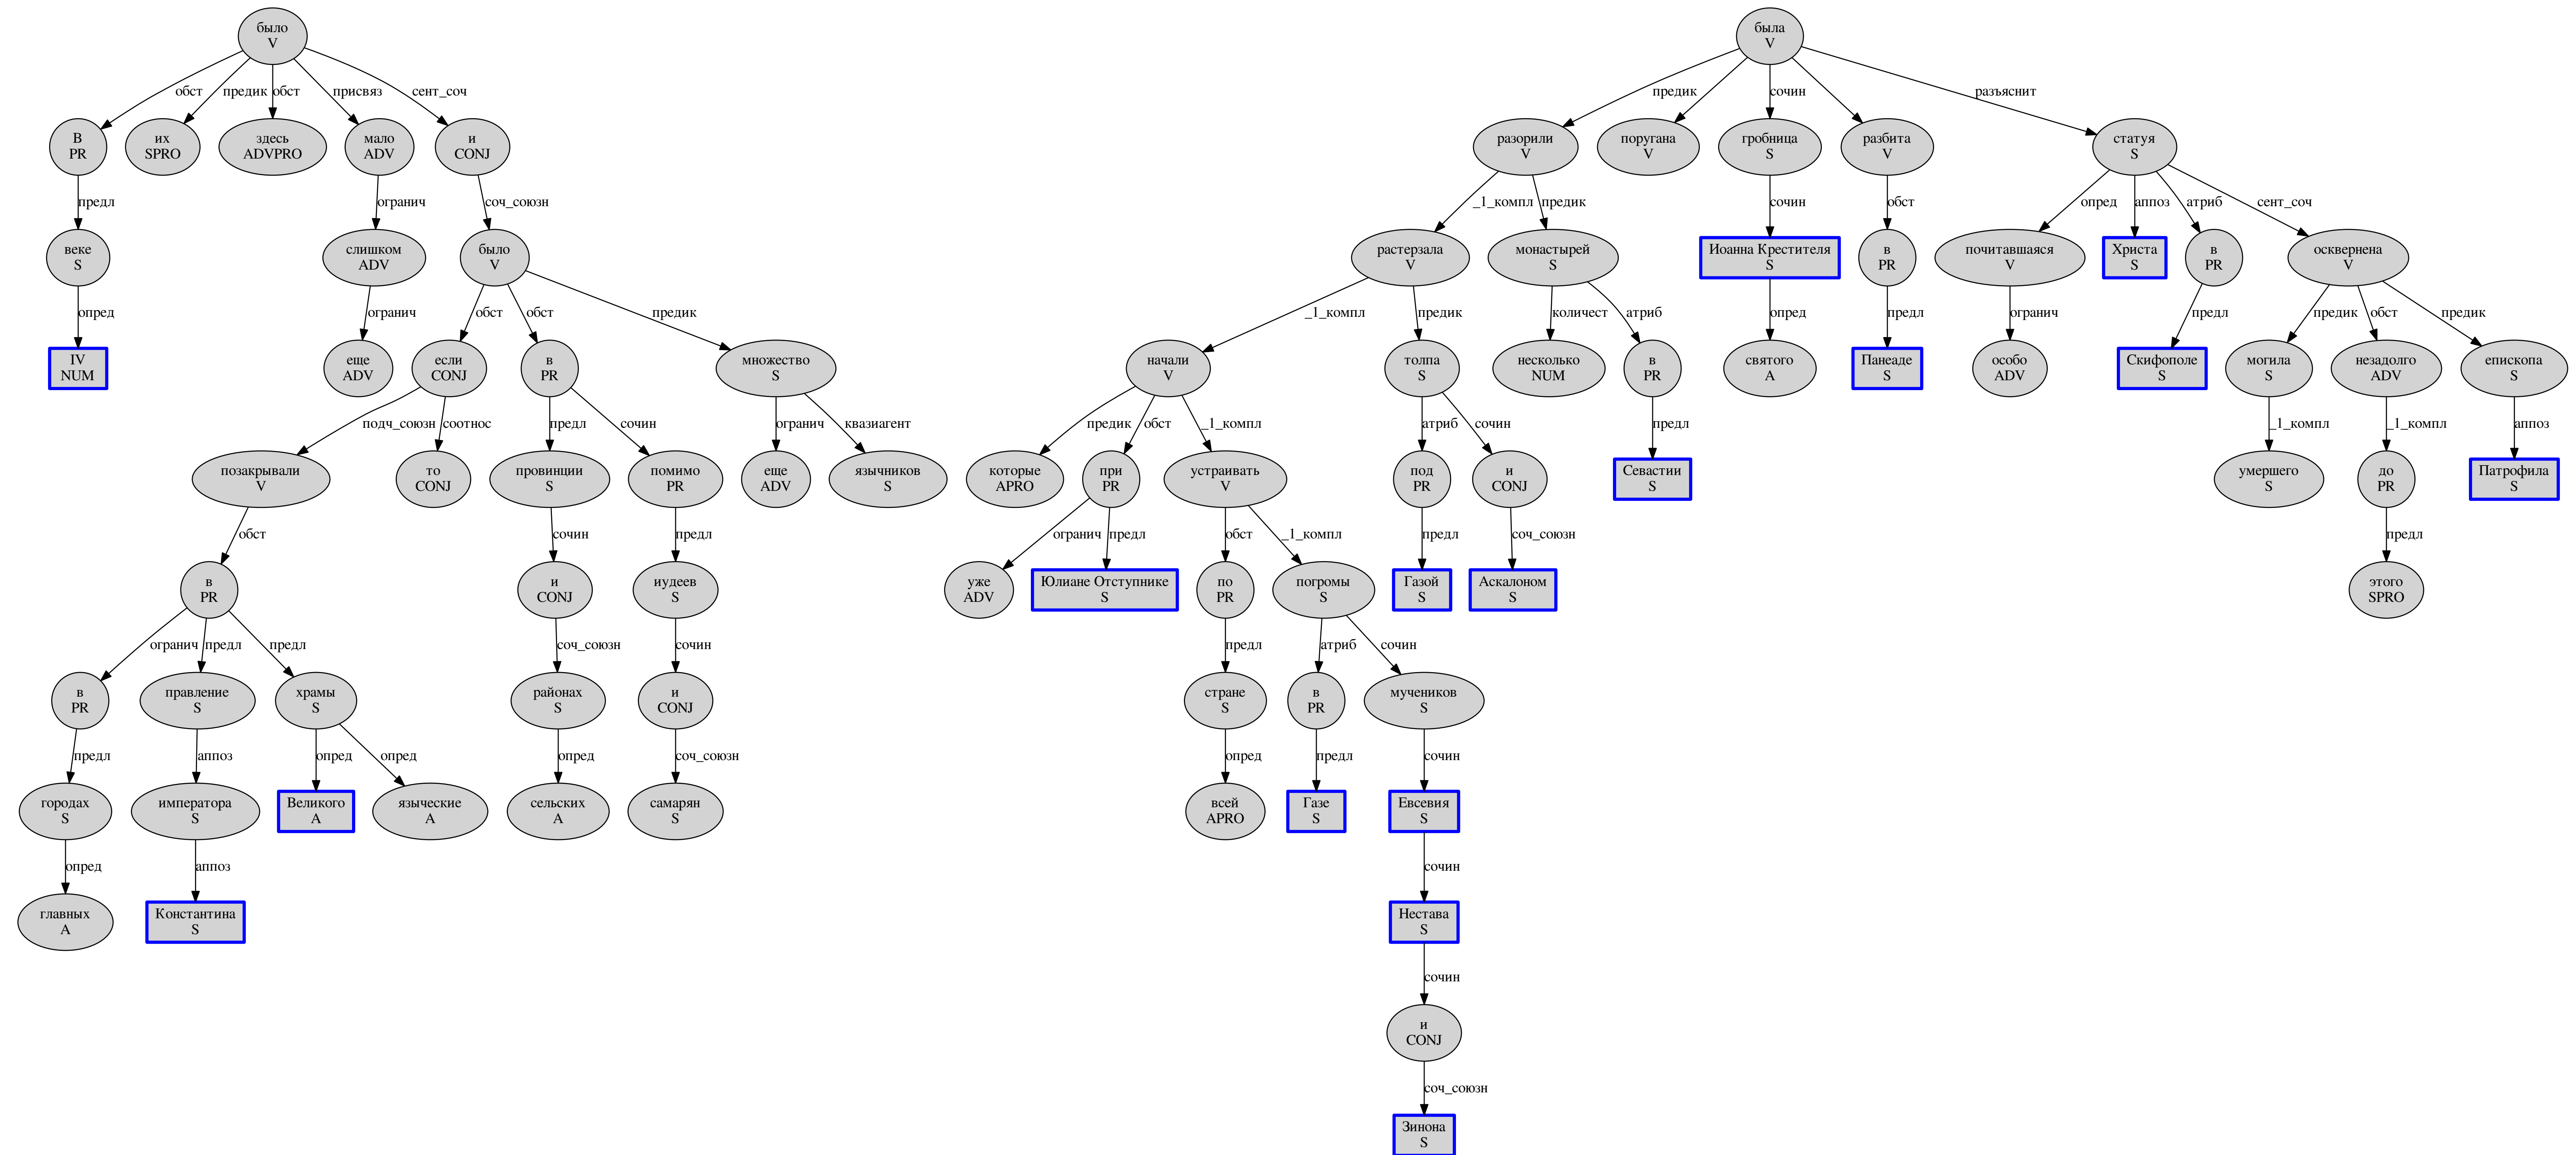 было
V
была
V
обст
предик
обст
присвяз
сент_соч
предик
сочин
разъяснит
В
PR
их
SPRO
здесь
ADVPRO
мало
ADV
и
CONJ
разорили
V
поругана
V
гробница
S
разбита
V
статуя
S
предл
огранич
соч_союзн
_1_компл
предик
сочин
обст
опред
аппоз
атриб
сент_соч
веке
S
слишком
ADV
было
V
растерзала
V
монастырей
S
Иоанна Крестителя
S
в
PR
почитавшаяся
V
Христа
S
в
PR
осквернена
V
опред
огранич
обст
обст
предик
_1_компл
предик
количест
атриб
опред
предл
огранич
предл
предик
обст
предик
IV
NUM
еще
ADV
если
CONJ
в
PR
множество
S
начали
V
толпа
S
несколько
NUM
в
PR
святого
A
Панеаде
S
особо
ADV
Скифополе
S
могила
S
незадолго
ADV
епископа
S
подч_союзн
соотнос
предл
сочин
огранич
квазиагент
предик
обст
_1_компл
атриб
сочин
предл
_1_компл
_1_компл
аппоз
позакрывали
V
то
CONJ
провинции
S
помимо
PR
еще
ADV
язычников
S
которые
APRO
при
PR
устраивать
V
под
PR
и
CONJ
Севастии
S
умершего
S
до
PR
Патрофила
S
обст
сочин
предл
огранич
предл
обст
_1_компл
предл
соч_союзн
предл
в
PR
и
CONJ
иудеев
S
уже
ADV
Юлиане Отступнике
S
по
PR
погромы
S
Газой
S
Аскалоном
S
этого
SPRO
огранич
предл
предл
соч_союзн
сочин
предл
атриб
сочин
в
PR
правление
S
храмы
S
районах
S
и
CONJ
стране
S
в
PR
мучеников
S
предл
аппоз
опред
опред
опред
соч_союзн
опред
предл
сочин
городах
S
императора
S
Великого
A
языческие
A
сельских
A
самарян
S
всей
APRO
Газе
S
Евсевия
S
опред
аппоз
сочин
главных
A
Константина
S
Нестава
S
сочин
и
CONJ
соч_союзн
Зинона
S